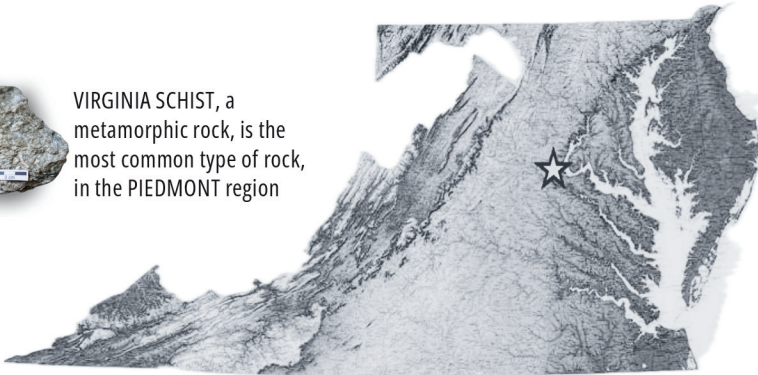 VIRGINIA SCHIST, a
metamorphic rock, is the
most common type of rock,
in the PIEDMONT region